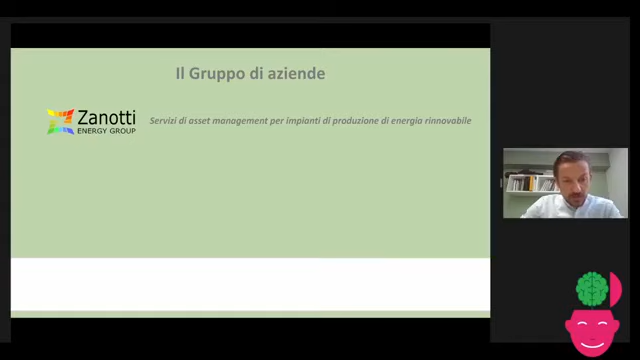 Il Gruppo di aziende
Zanotti
ENERGY GROUP
Servizi di asset management per impianti di produzione di energia rinnovabile